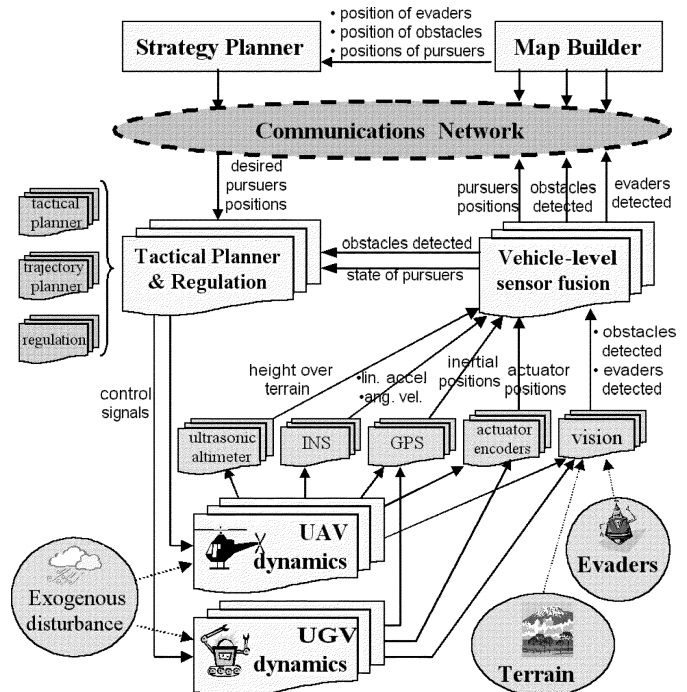 • position of evaders
• position of obstacles
• positions of pursuers
Strategy Planner
Map Builder
Communications Network
desired
pursuers
positions
pursuers
positions
obstacles
detected
evaders
detected
tactical
planner
trajectory
planner
regulation
Tactical Planner
& Regulation
obstacles detected
state of pursuers
Vehicle-level
sensor fusion
control
signals
height over
terrain
•lin. accel
•ang. vel.
inertial
positions
actuator
positions
• obstacles
detected
• evaders
detected
ultrasonic
altimeter
INS
GPS
actuator
encoders
vision
UAV
dynamics
Exogenous
disturbance
UGV
dynamics
Evaders
Terrain